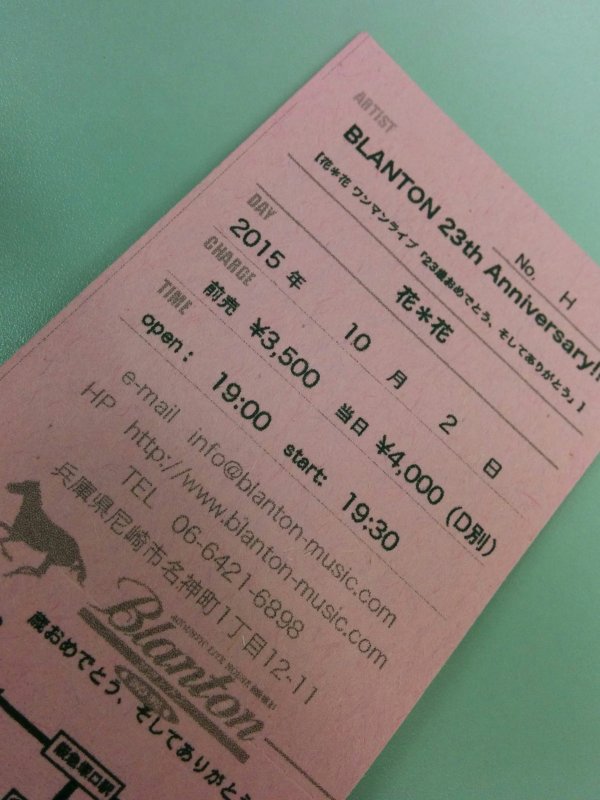 ARTIST
No. H
BLANTON 23th Anniversary!!
【花*花 ワンマンライブ「23歳おめでとう、そしてありがとう」】
花*花
DAY
2015 年 10 月 2 日
CHARGE
前売 ¥3,500 当日 ¥4,000 (D別)
TIME
open: 19:00 start: 19:30
e-mail info@blanton-music.com
HP http://www.blanton-music.com
TEL 06-6421-6898
兵庫県尼崎市名神町1丁目12-11
Blanton
歳おめでとう、そしてありがと
阪急塚口駅